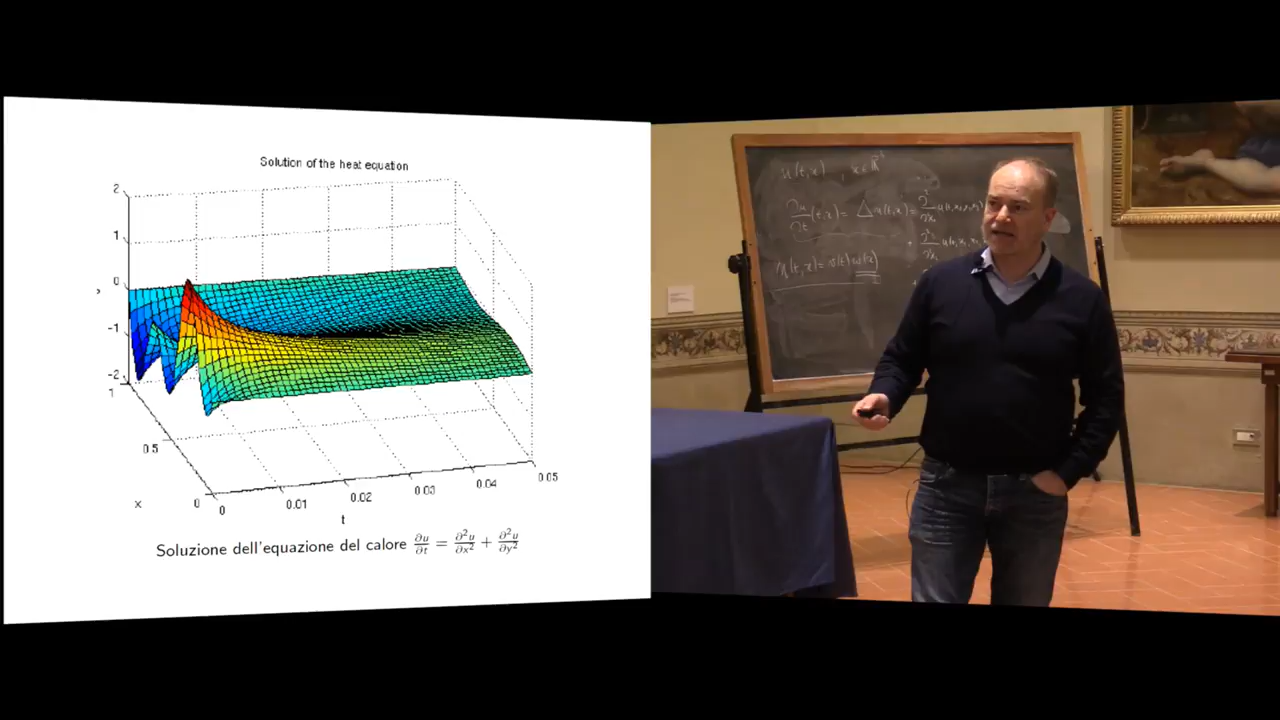 Solution of the heat equation
2
1
0
-1
-2
1
0.5
0
x
0
0.01
0.02
0.03
0.04
0.05
t
Soluzione dell'equazione del calore ∂u/∂t = ∂²u/∂x² + ∂²u/∂y²
u(t,x) , x∈
∂u/∂t (t,x) = Δu(t,x) =
u(t,x) = v(t) w(x)